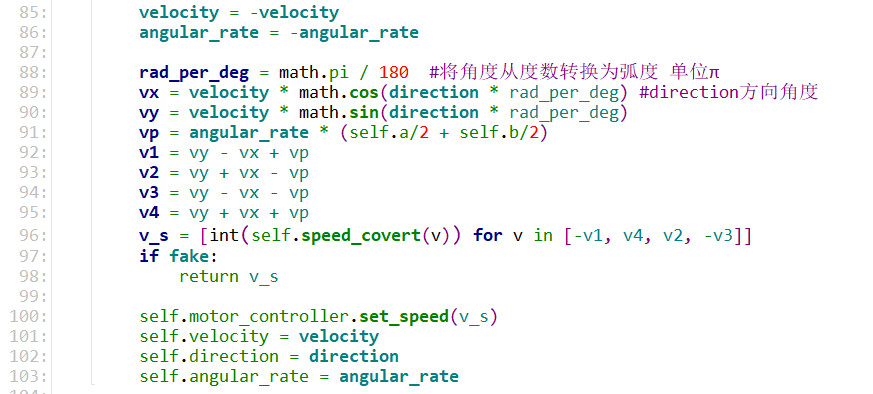 85: velocity = -velocity
86: angular_rate = -angular_rate
87:
88: rad_per_deg = math.pi / 180  #将角度从度数转换为弧度 单位π
89: vx = velocity * math.cos(direction * rad_per_deg) #direction方向角度
90: vy = velocity * math.sin(direction * rad_per_deg)
91: vp = angular_rate * (self.a/2 + self.b/2)
92: v1 = vy - vx + vp
93: v2 = vy + vx - vp
94: v3 = vy - vx - vp
95: v4 = vy + vx + vp
96: v_s = [int(self.speed_covert(v)) for v in [-v1, v4, v2, -v3]]
97: if fake:
98:     return v_s
99:
100: self.motor_controller.set_speed(v_s)
101: self.velocity = velocity
102: self.direction = direction
103: self.angular_rate = angular_rate